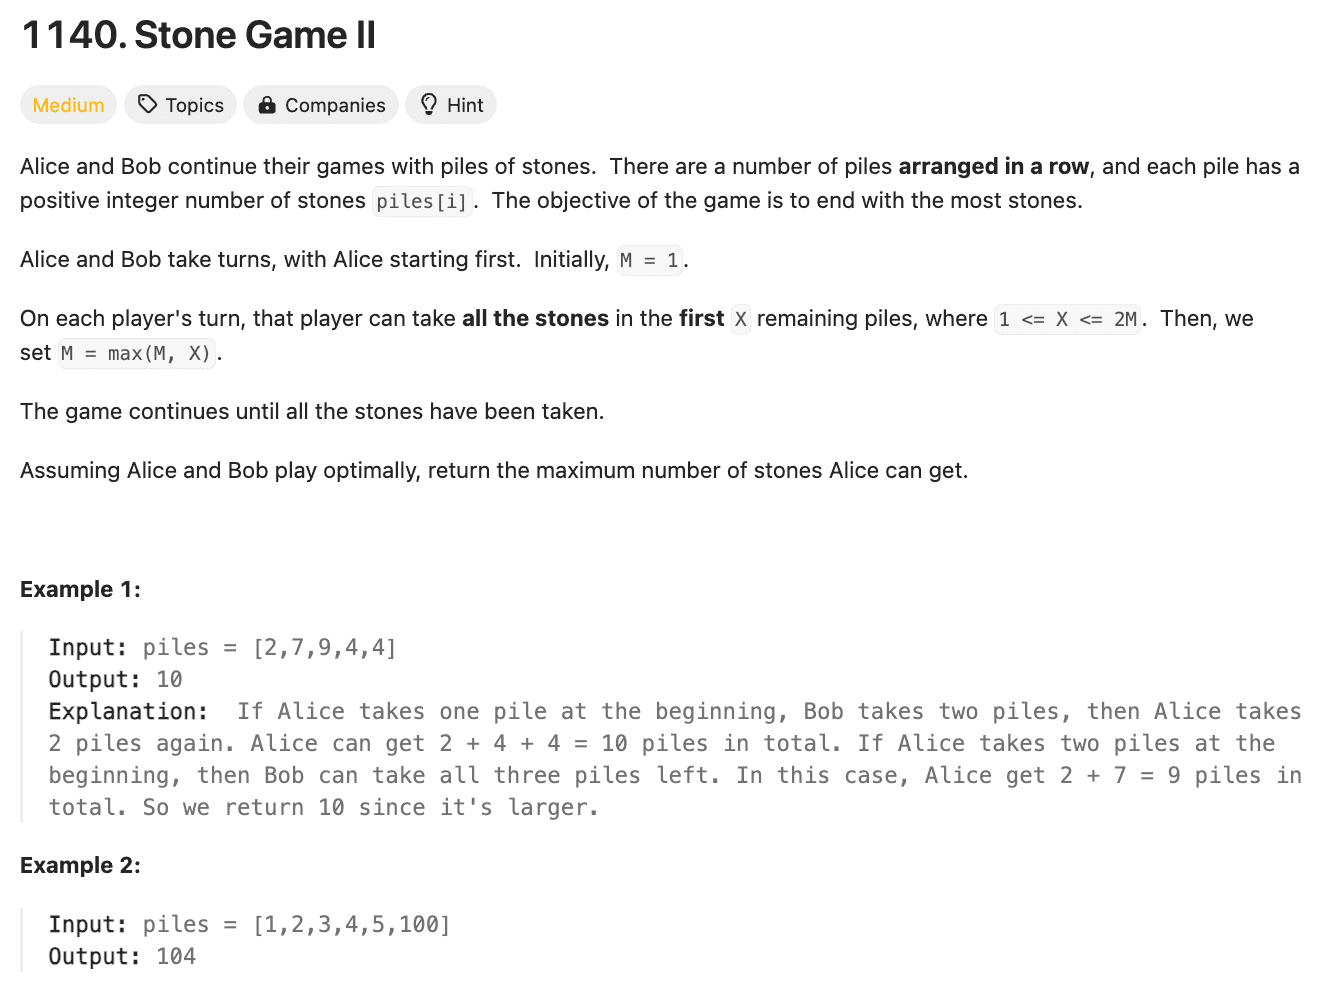 1140. Stone Game II
Medium Topics Companies Hint
Alice and Bob continue their games with piles of stones. There are a number of piles arranged in a row, and each pile has a
positive integer number of stones piles[i]. The objective of the game is to end with the most stones.
Alice and Bob take turns, with Alice starting first. Initially, M = 1.
On each player's turn, that player can take all the stones in the first X remaining piles, where 1 <= X <= 2M. Then, we
set M = max(M, X).
The game continues until all the stones have been taken.
Assuming Alice and Bob play optimally, return the maximum number of stones Alice can get.
Example 1:
Input: piles = [2,7,9,4,4]
Output: 10
Explanation: If Alice takes one pile at the beginning, Bob takes two piles, then Alice takes
2 piles again. Alice can get 2 + 4 + 4 = 10 piles in total. If Alice takes two piles at the
beginning, then Bob can take all three piles left. In this case, Alice get 2 + 7 = 9 piles in
total. So we return 10 since it's larger.
Example 2:
Input: piles = [1,2,3,4,5,100]
Output: 104